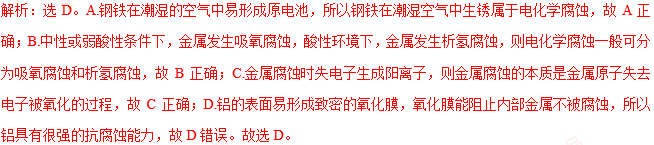 解析：选 D。A.钢铁在潮湿的空气中易形成原电池，所以钢铁在潮湿空气中生锈属于电化学腐蚀，故 A 正
确；B.中性或弱酸性条件下，金属发生吸氧腐蚀，酸性环境下，金属发生析氢腐蚀，则电化学腐蚀一般可分
为吸氧腐蚀和析氢腐蚀，故 B 正确；C.金属腐蚀时失电子生成阳离子，则金属腐蚀的本质是金属原子失去
电子被氧化的过程，故 C 正确；D.铝的表面易形成致密的氧化膜，氧化膜能阻止内部金属不被腐蚀，所以
铝具有很强的抗腐蚀能力，故 D 错误。故选 D。